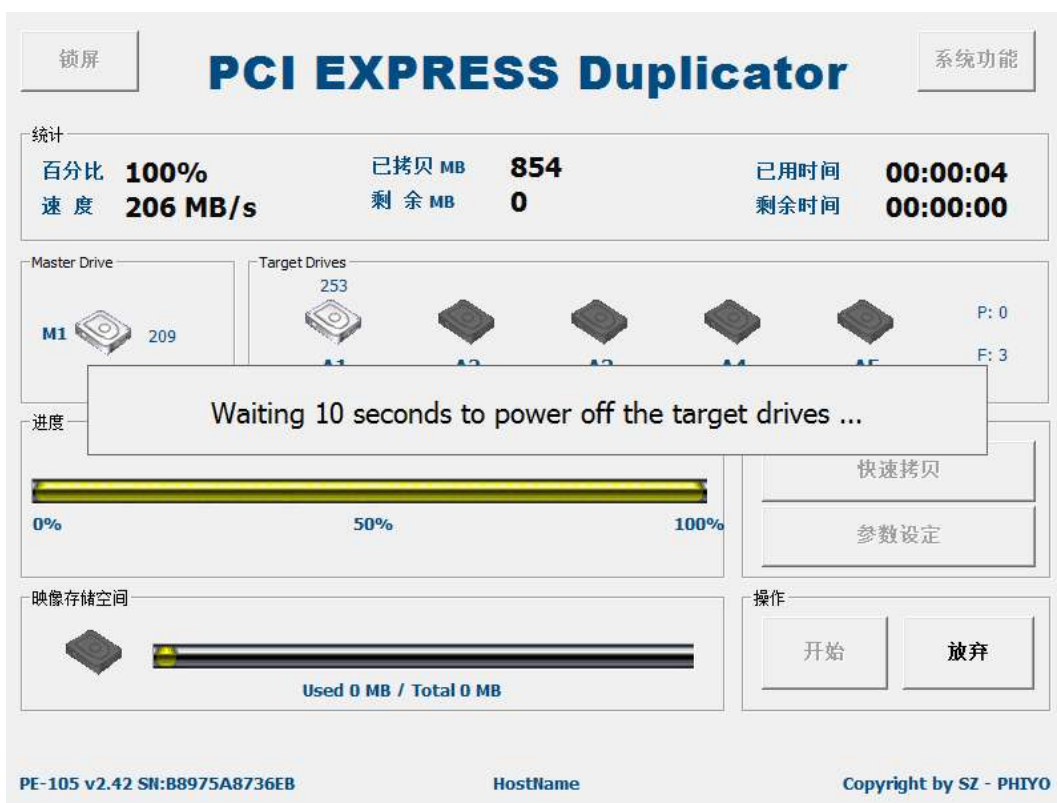 锁屏
PCI EXPRESS Duplicator
系统功能
统计
百分比 100%
已拷贝 MB 854
已用时间 00:00:04
速 度 206 MB/s
剩 余 MB 0
剩余时间 00:00:00
Master Drive
Target Drives
253
M1 209
P: 0
F: 3
A1 A2 A3 A4 A5
Waiting 10 seconds to power off the target drives ...
进度
快速拷贝
0% 50% 100%
参数设定
映像存储空间
操作
开始
放弃
Used 0 MB / Total 0 MB
PE-105 v2.42 SN:B8975A8736EB
HostName
Copyright by SZ - PHIYO